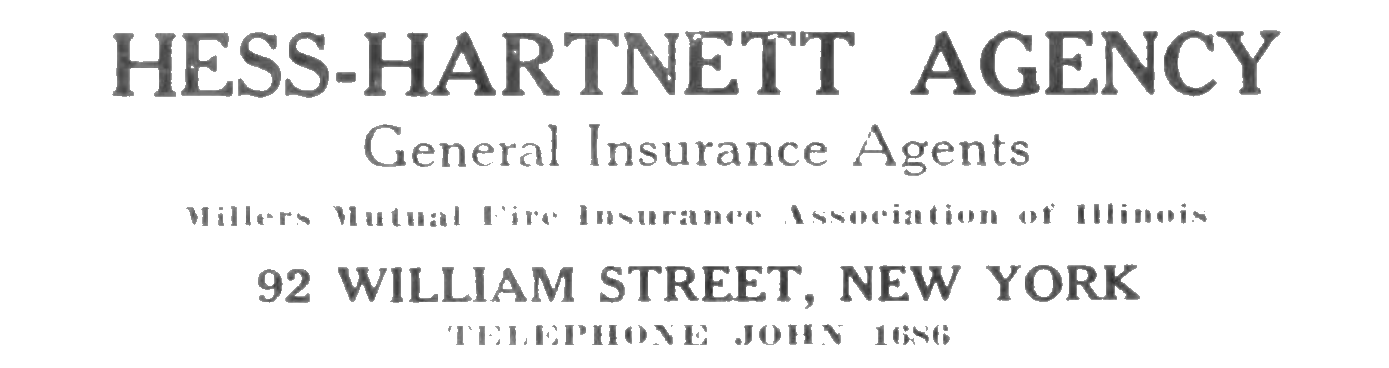 HESS-HARTNETT AGENCY
General Insurance Agents
Millers Mutual Fire Insurance Association of Illinois
92 WILLIAM STREET, NEW YORK
TELEPHONE JOHN 1686